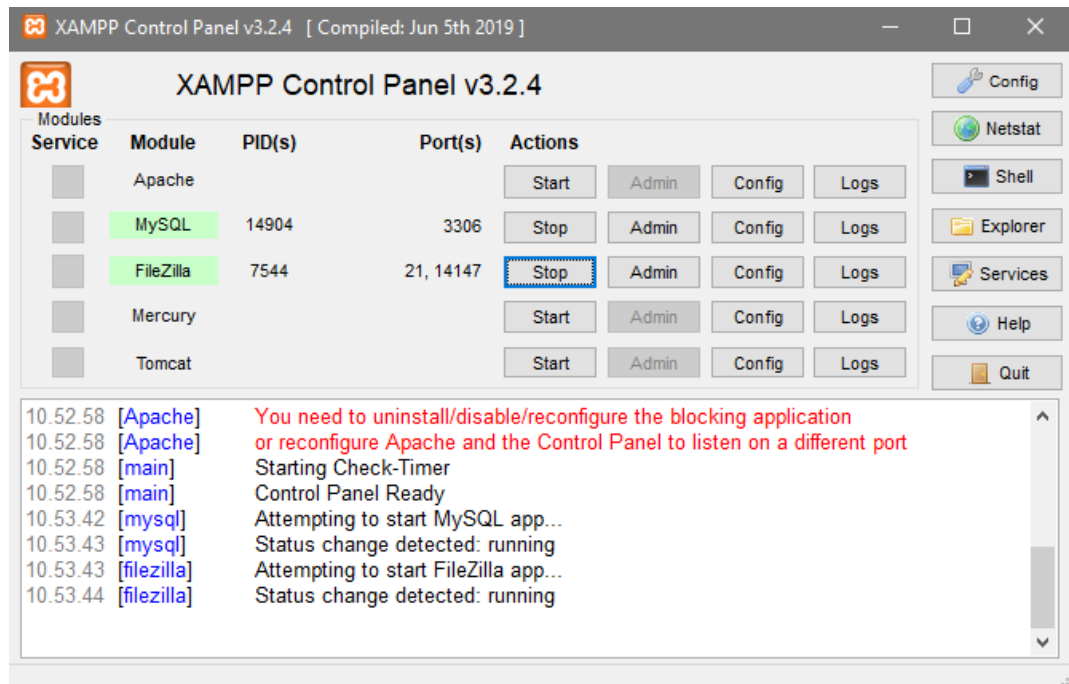 XAMPP Control Panel v3.2.4 [ Compiled: Jun 5th 2019 ]
XAMPP Control Panel v3.2.4
Config
Modules
Netstat
Service Module PID(s) Port(s) Actions
Apache Start Admin Config Logs
Shell
MySQL 14904 3306 Stop Admin Config Logs
Explorer
FileZilla 7544 21, 14147 Stop Admin Config Logs
Services
Mercury Start Admin Config Logs
Help
Tomcat Start Admin Config Logs
Quit
10.52.58 [Apache] You need to uninstall/disable/reconfigure the blocking application
10.52.58 [Apache] or reconfigure Apache and the Control Panel to listen on a different port
10.52.58 [main] Starting Check-Timer
10.52.58 [main] Control Panel Ready
10.53.42 [mysql] Attempting to start MySQL app...
10.53.43 [mysql] Status change detected: running
10.53.43 [filezilla] Attempting to start FileZilla app...
10.53.44 [filezilla] Status change detected: running